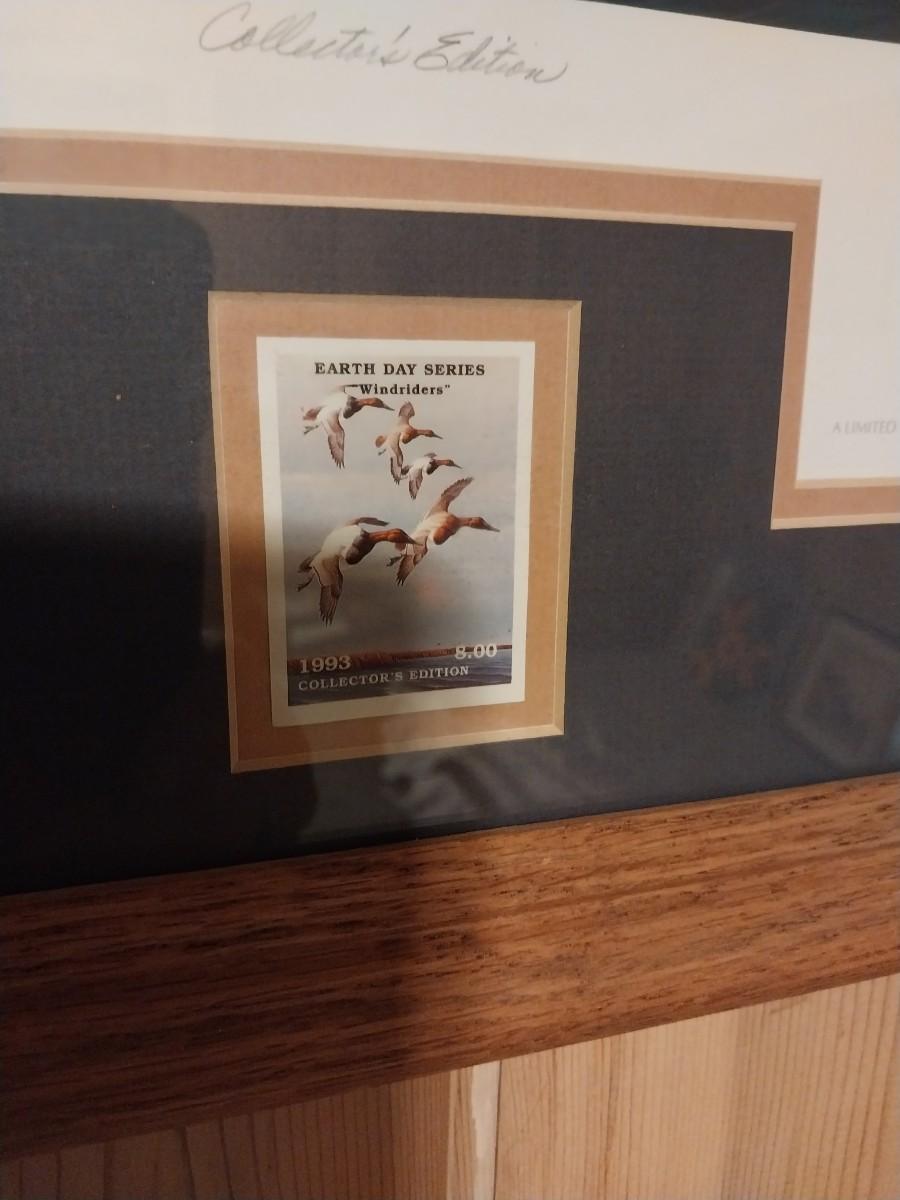 Collector's Edition
A LIMITED
EARTH DAY SERIES
"Windriders"
1993 8.00
COLLECTOR'S EDITION